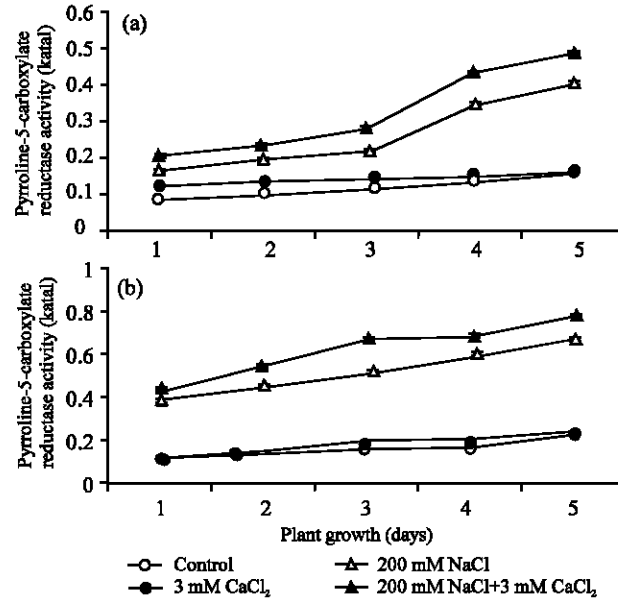 (a)
Pyrroline-5-carboxylate
reductase activity (katal)
0.6
0.5
0.4
0.3
0.2
0.1
0
1 2 3 4 5
(b)
Pyrroline-5-carboxylate
reductase activity (katal)
1
0.8
0.6
0.4
0.2
0
1 2 3 4 5
Plant growth (days)
Control 200 mM NaCl
3 mM CaCl₂ 200 mM NaCl+3 mM CaCl₂